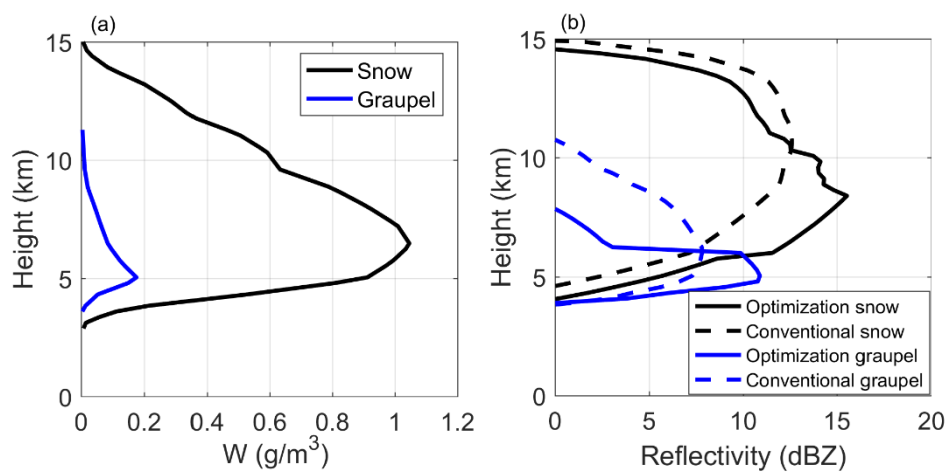 (a)
15
10
5
0
Height (km)
0 0.2 0.4 0.6 0.8 1 1.2
W (g/m³)
Snow
Graupel
(b)
15
10
5
0
Height (km)
0 5 10 15 20
Reflectivity (dBZ)
Optimization snow
Conventional snow
Optimization graupel
Conventional graupel